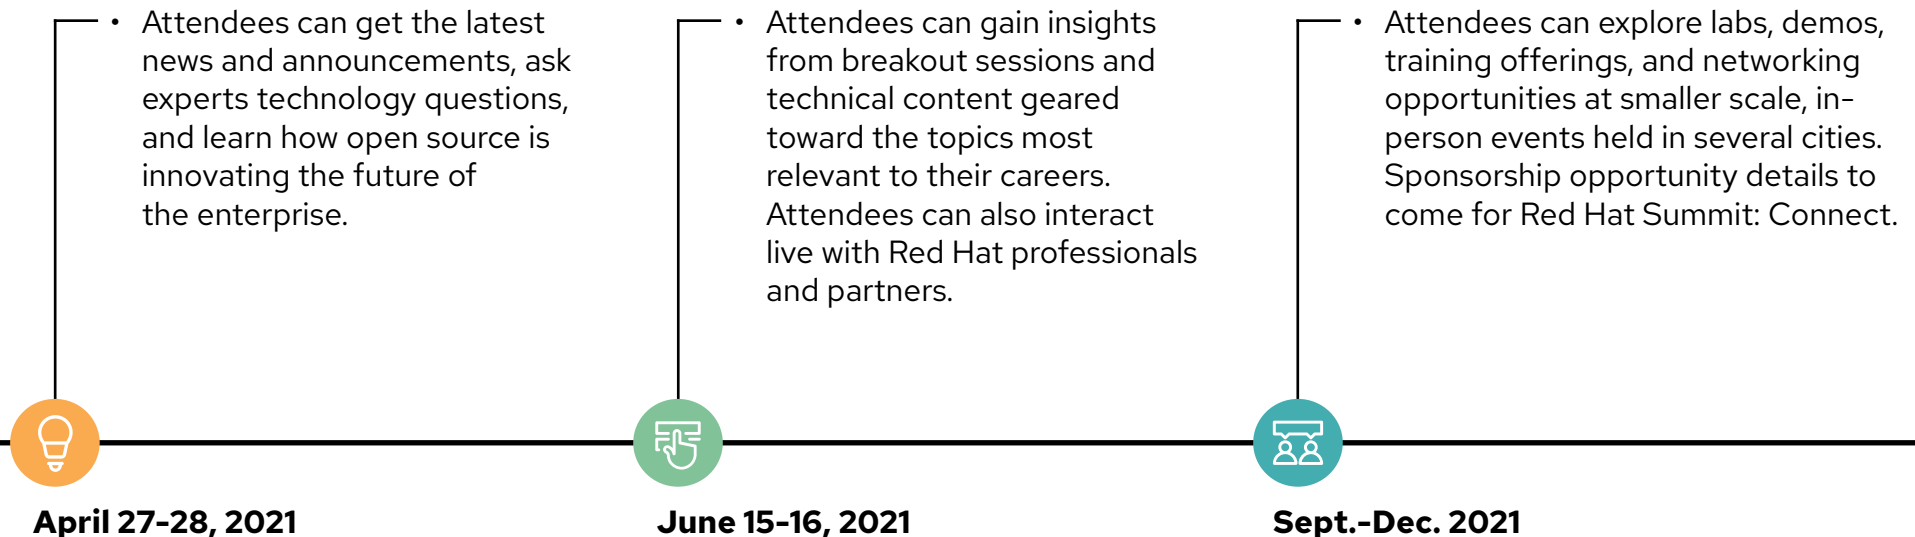 • Attendees can get the latest
news and announcements, ask
experts technology questions,
and learn how open source is
innovating the future of
the enterprise.
• Attendees can gain insights
from breakout sessions and
technical content geared
toward the topics most
relevant to their careers.
Attendees can also interact
live with Red Hat professionals
and partners.
• Attendees can explore labs, demos,
training offerings, and networking
opportunities at smaller scale, in-
person events held in several cities.
Sponsorship opportunity details to
come for Red Hat Summit: Connect.
April 27-28, 2021
June 15-16, 2021
Sept.-Dec. 2021